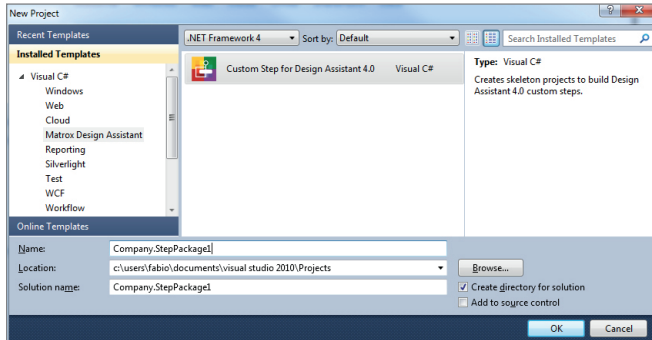 New Project
Recent Templates
.NET Framework 4
Sort by: Default
Search Installed Templates
Installed Templates
Visual C#
Windows
Web
Cloud
Matrox Design Assistant
Reporting
Silverlight
Test
WCF
Workflow
Online Templates
Custom Step for Design Assistant 4.0 Visual C#
Type: Visual C#
Creates skeleton projects to build Design
Assistant 4.0 custom steps.
Name: Company.StepPackage1
Location: c:\users\fabio\documents\visual studio 2010\Projects
Browse...
Solution name: Company.StepPackage1
Create directory for solution
Add to source control
OK Cancel